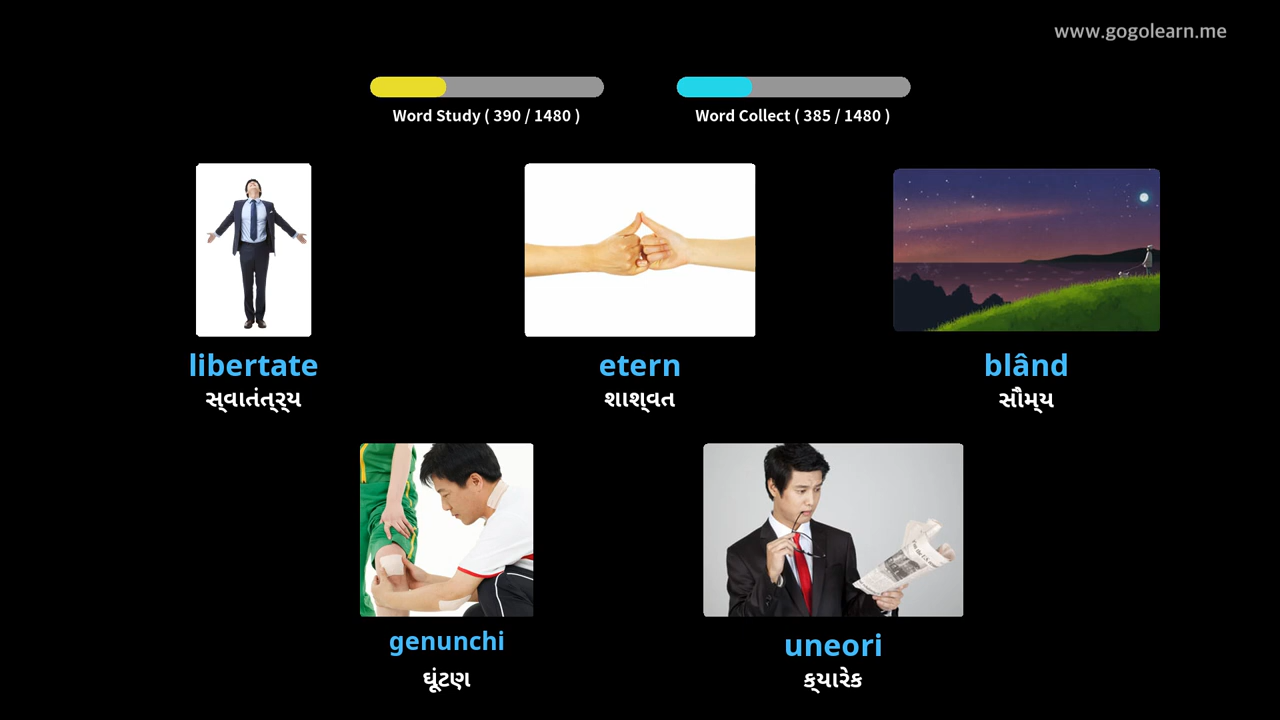 www.gogolearn.me
Word Study ( 390 / 1480 )
Word Collect ( 385 / 1480 )
libertate
સ્વાતંત્ર્ય
etern
શાશ્વત
blând
સૌમ્ય
genunchi
ઘૂંટણ
uneori
ક્યારેક